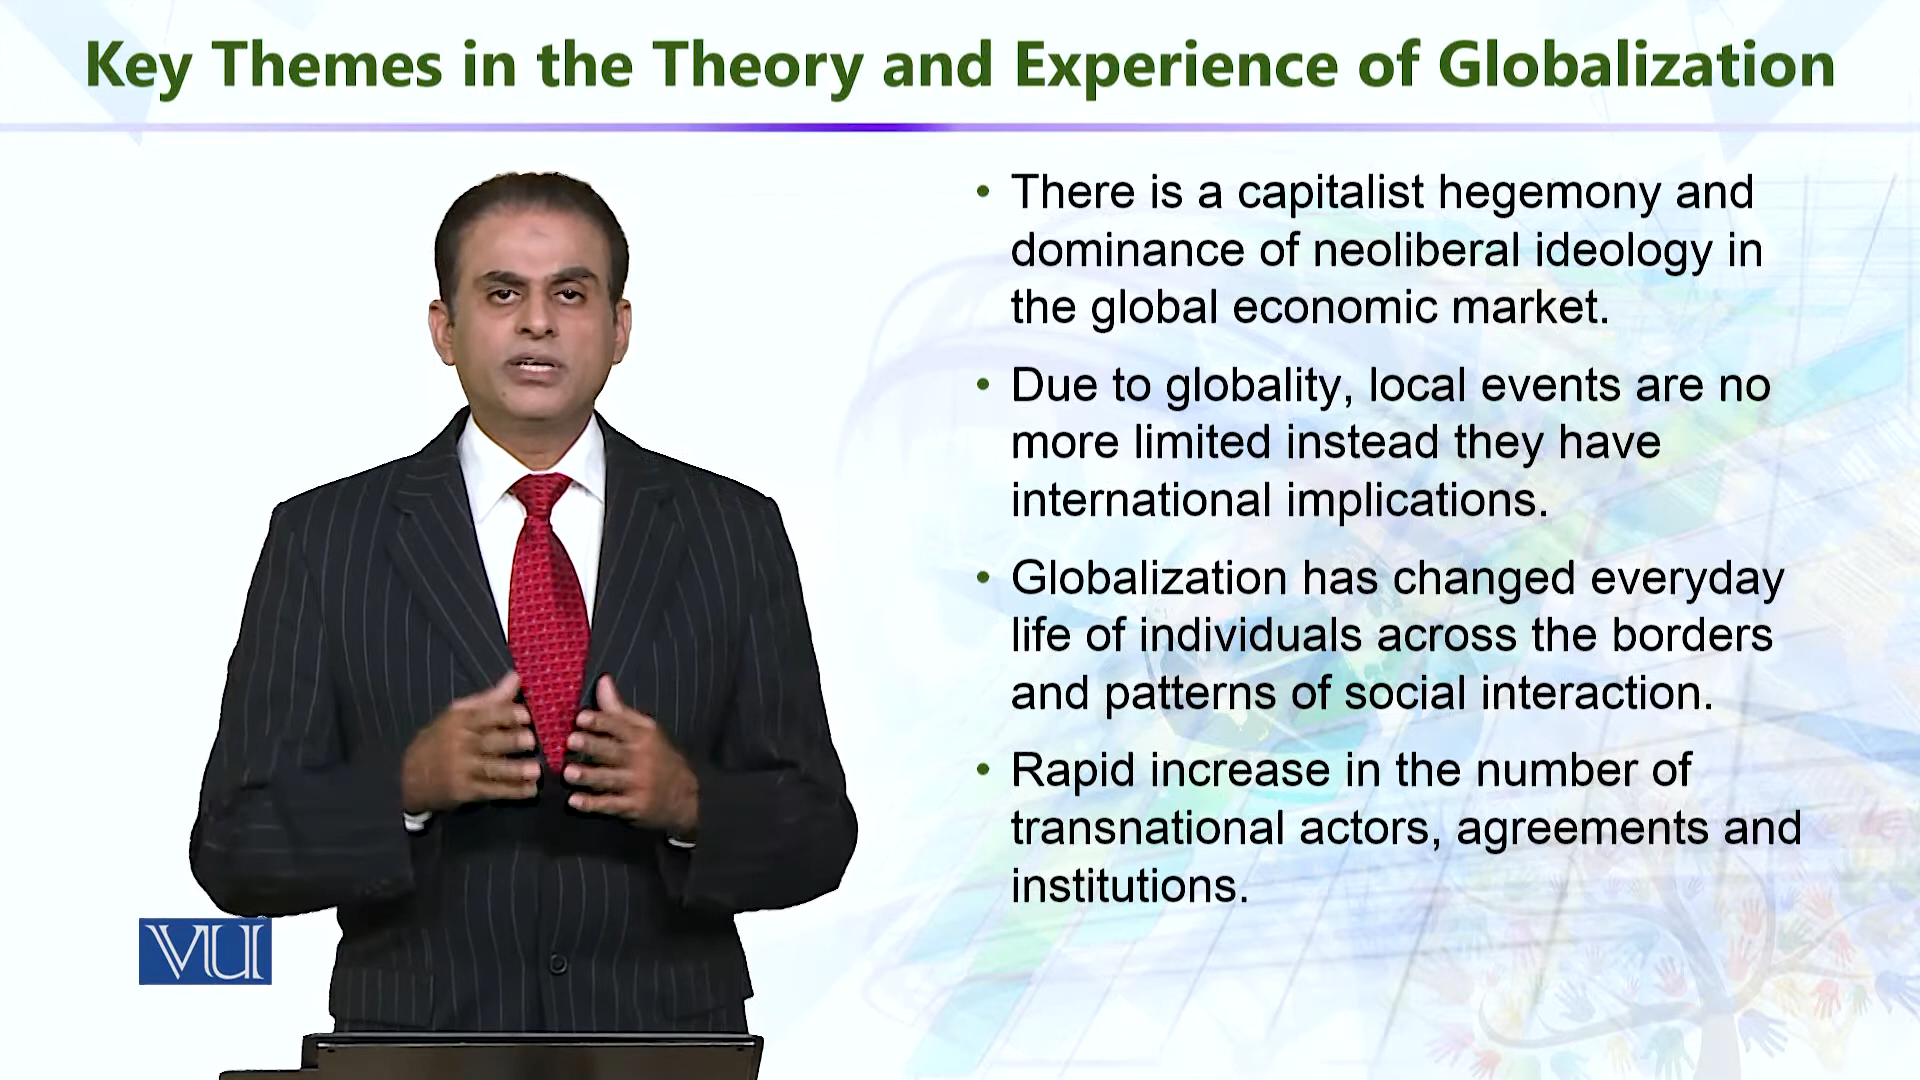 Key Themes in the Theory and Experience of Globalization
• There is a capitalist hegemony and
dominance of neoliberal ideology in
the global economic market.
• Due to globality, local events are no
more limited instead they have
international implications.
• Globalization has changed everyday
life of individuals across the borders
and patterns of social interaction.
• Rapid increase in the number of
transnational actors, agreements and
institutions.
VU